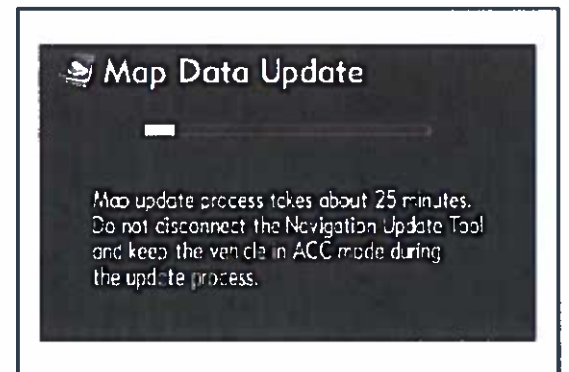 Map Data Update
Map update process takes about 25 minutes.
Do not disconnect the Navigation Update Tool
and keep the vehicle in ACC mode during
the update process.